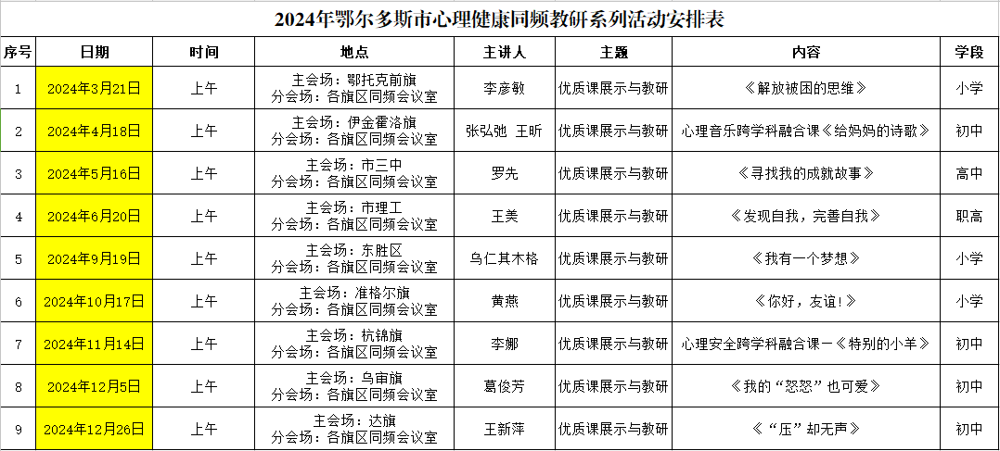 2024年鄂尔多斯市心理健康同频教研系列活动安排表
序号 日期 时间 地点 主讲人 主题 内容 学段
1 2024年3月21日 上午 主会场：鄂托克前旗 分会场：各旗区同频会议室 李彦敏 优质课展示与教研 《解放被困的思维》 小学
2 2024年4月18日 上午 主会场：伊金霍洛旗 分会场：各旗区同频会议室 张弘弛 王昕 优质课展示与教研 心理音乐跨学科融合课《给妈妈的诗歌》 初中
3 2024年5月16日 上午 主会场：市三中 分会场：各旗区同频会议室 罗先 优质课展示与教研 《寻找我的成就故事》 高中
4 2024年6月20日 上午 主会场：市理工 分会场：各旗区同频会议室 王美 优质课展示与教研 《发现自我，完善自我》 职高
5 2024年9月19日 上午 主会场：东胜区 分会场：各旗区同频会议室 乌仁其木格 优质课展示与教研 《我有一个梦想》 小学
6 2024年10月17日 上午 主会场：准格尔旗 分会场：各旗区同频会议室 黄燕 优质课展示与教研 《你好，友谊!》 小学
7 2024年11月14日 上午 主会场：杭锦旗 分会场：各旗区同频会议室 李娜 优质课展示与教研 心理安全跨学科融合课—《特别的小羊》 初中
8 2024年12月5日 上午 主会场：乌审旗 分会场：各旗区同频会议室 葛俊芳 优质课展示与教研 《我的“怒怒”也可爱》 初中
9 2024年12月26日 上午 主会场：达旗 分会场：各旗区同频会议室 王新萍 优质课展示与教研 《“压”却无声》 初中